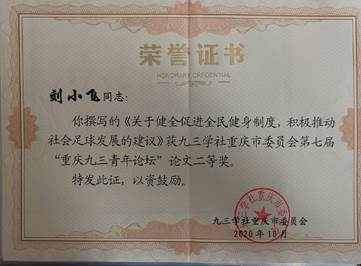 荣誉证书
HONORARY CREDENTIAL
刘小飞同志：
你撰写的《关于健全促进全民健身制度，积极推动
社会足球发展的建议》获九三学社重庆市委员会第七届
“重庆九三青年论坛”论文二等奖。
特发此证，以资鼓励。
九三学社重庆市委员会
2020年10月